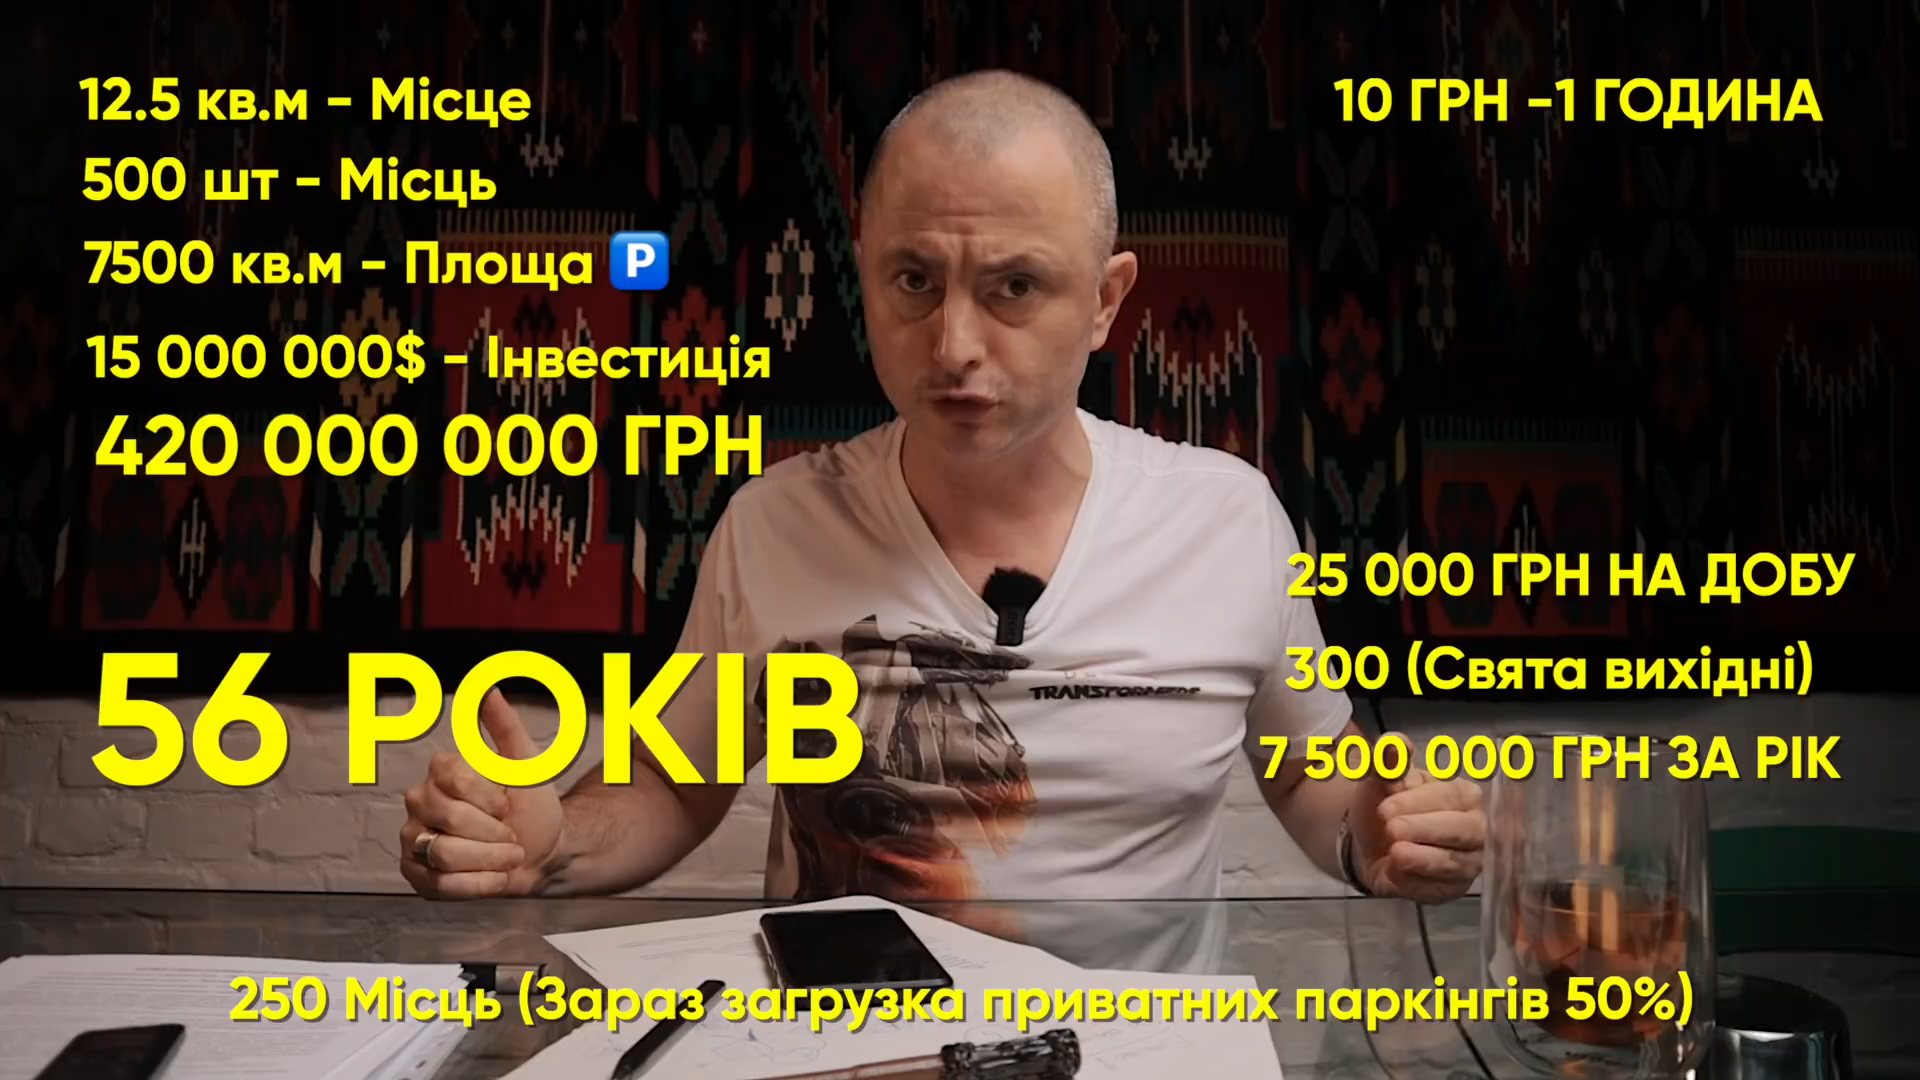 12.5 кв.м - Місце
500 шт - Місць
7500 кв.м - Площа P
15 000 000$ - Інвестиція
420 000 000 ГРН
56 РОКІВ
10 ГРН -1 ГОДИНА
25 000 ГРН НА ДОБУ
300 (Свята вихідні)
7 500 000 ГРН ЗА РІК
TRANSFORMERS
250 Місць (Зараз загрузка приватних паркінгів 50%)